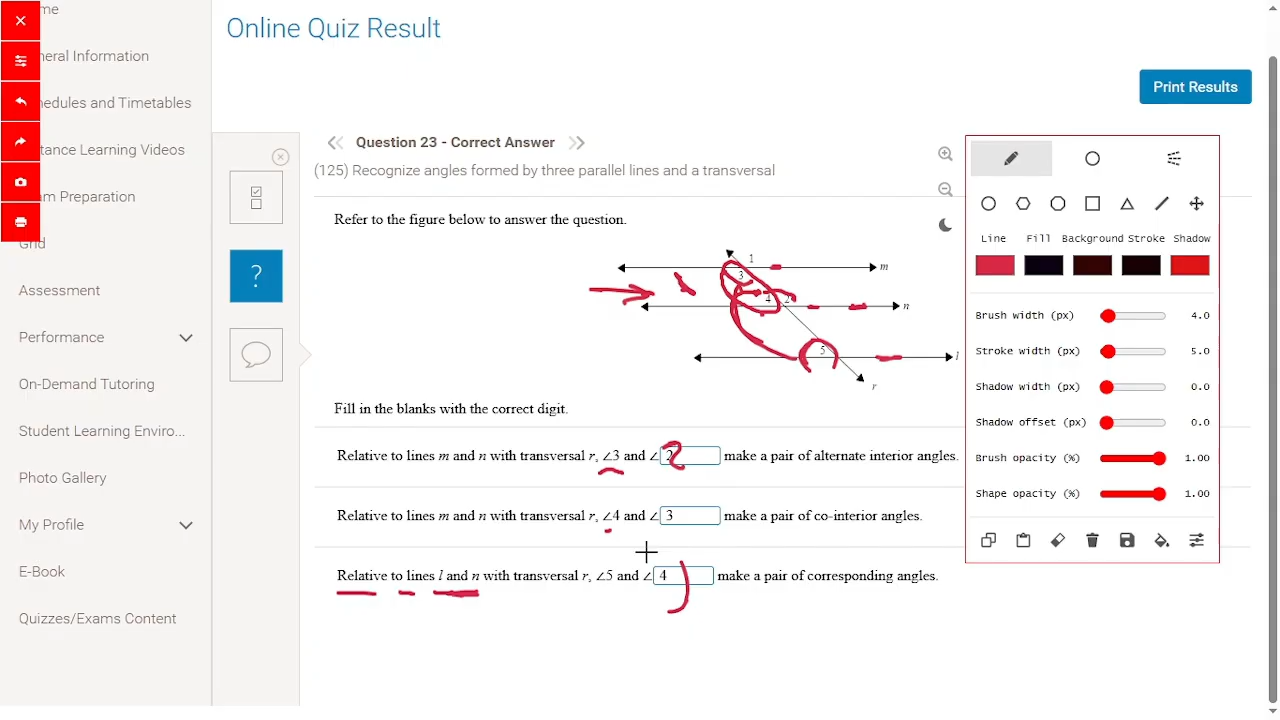 Online Quiz Result
General Information
Print Results
Question 23 - Correct Answer
(125) Recognize angles formed by three parallel lines and a transversal
Refer to the figure below to answer the question.
1
m
3
4
2
n
5
l
r
Fill in the blanks with the correct digit.
Relative to lines m and n with transversal r, ∠3 and ∠ 2 make a pair of alternate interior angles.
Relative to lines m and n with transversal r, ∠4 and ∠ 3 make a pair of co-interior angles.
Relative to lines l and n with transversal r, ∠5 and ∠ 4 make a pair of corresponding angles.
Schedules and Timetables
Distance Learning Videos
Exam Preparation
Grid
Assessment
Performance
On-Demand Tutoring
Student Learning Enviro...
Photo Gallery
My Profile
E-Book
Quizzes/Exams Content
?
Line Fill Background Stroke Shadow
Brush width (px) 4.0
Stroke width (px) 5.0
Shadow width (px) 0.0
Shadow offset (px) 0.0
Brush opacity (%) 1.00
Shape opacity (%) 1.00